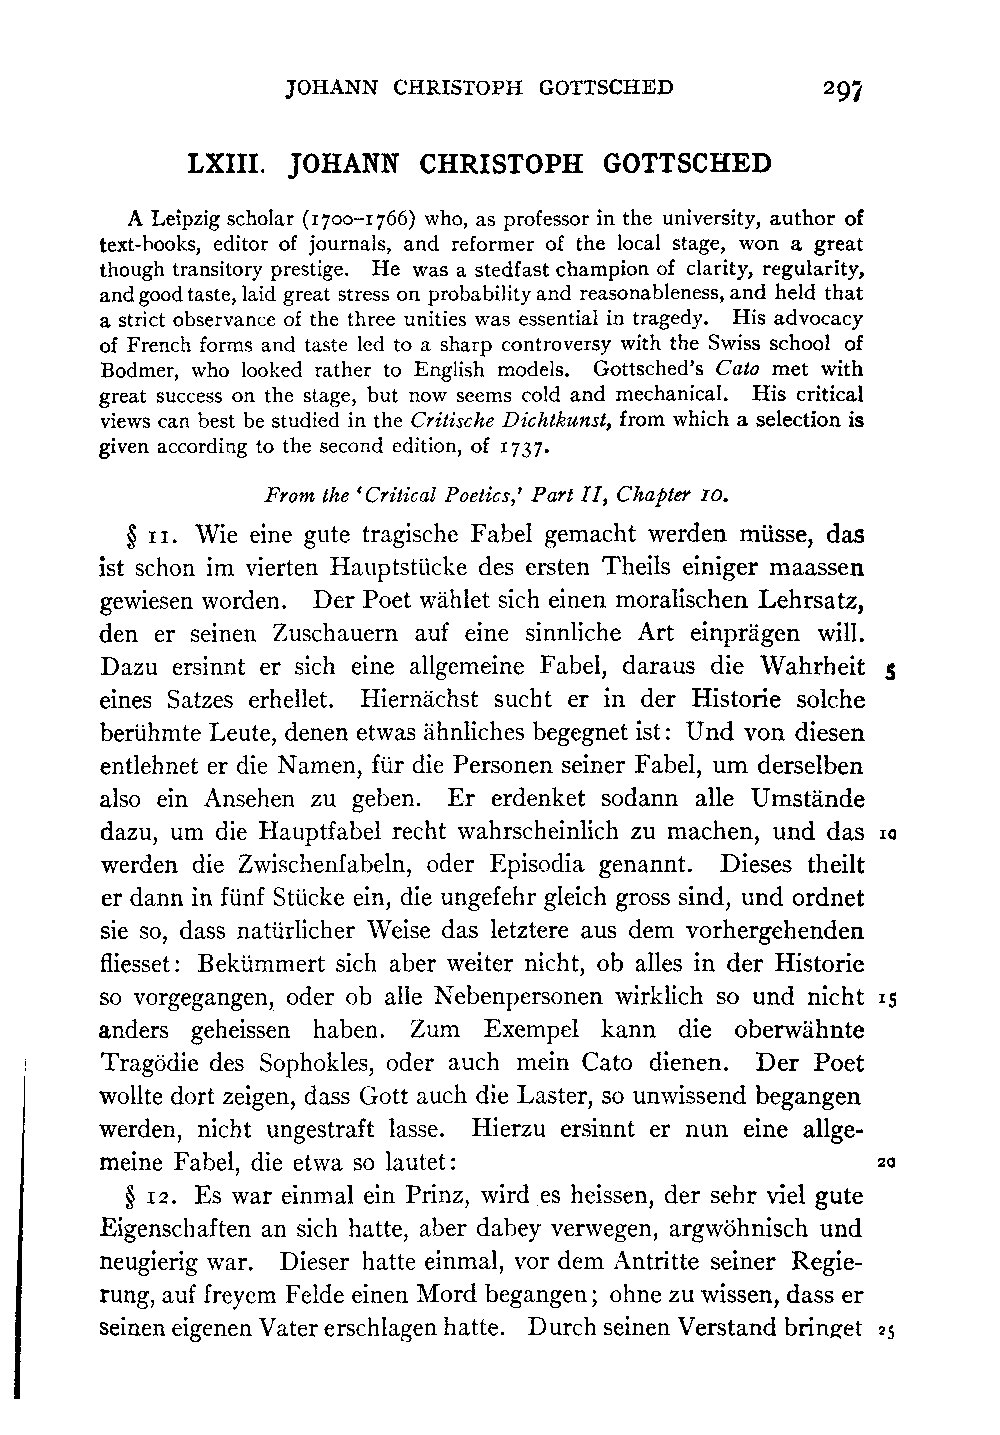 JOHANN CHRISTOPH GOTTSCHED 297
LXIII. JOHANN CHRISTOPH GOTTSCHED
A Leipzig scholar (1700–1766) who, as professor in the university, author of
text-books, editor of journals, and reformer of the local stage, won a great
though transitory prestige. He was a stedfast champion of clarity, regularity,
and good taste, laid great stress on probability and reasonableness, and held that
a strict observance of the three unities was essential in tragedy. His advocacy
of French forms and taste led to a sharp controversy with the Swiss school of
Bodmer, who looked rather to English models. Gottsched's Cato met with
great success on the stage, but now seems cold and mechanical. His critical
views can best be studied in the Critische Dichtkunst, from which a selection is
given according to the second edition, of 1737.
From the ‘Critical Poetics,’ Part II, Chapter 10.
§ 11. Wie eine gute tragische Fabel gemacht werden müsse, das
ist schon im vierten Hauptstücke des ersten Theils einiger maassen
gewiesen worden. Der Poet wählet sich einen moralischen Lehrsatz,
den er seinen Zuschauern auf eine sinnliche Art einprägen will.
Dazu ersinnt er sich eine allgemeine Fabel, daraus die Wahrheit 5
eines Satzes erhellet. Hiernächst sucht er in der Historie solche
berühmte Leute, denen etwas ähnliches begegnet ist: Und von diesen
entlehnet er die Namen, für die Personen seiner Fabel, um derselben
also ein Ansehen zu geben. Er erdenket sodann alle Umstände
dazu, um die Hauptfabel recht wahrscheinlich zu machen, und das 10
werden die Zwischenfabeln, oder Episodia genannt. Dieses theilt
er dann in fünf Stücke ein, die ungefehr gleich gross sind, und ordnet
sie so, dass natürlicher Weise das letztere aus dem vorhergehenden
fliesset: Bekümmert sich aber weiter nicht, ob alles in der Historie
so vorgegangen, oder ob alle Nebenpersonen wirklich so und nicht 15
anders geheissen haben. Zum Exempel kann die oberwähnte
Tragödie des Sophokles, oder auch mein Cato dienen. Der Poet
wollte dort zeigen, dass Gott auch die Laster, so unwissend begangen
werden, nicht ungestraft lasse. Hierzu ersinnt er nun eine allge-
meine Fabel, die etwa so lautet: 20
§ 12. Es war einmal ein Prinz, wird es heissen, der sehr viel gute
Eigenschaften an sich hatte, aber dabey verwegen, argwöhnisch und
neugierig war. Dieser hatte einmal, vor dem Antritte seiner Regie-
rung, auf freyem Felde einen Mord begangen; ohne zu wissen, dass er
seinen eigenen Vater erschlagen hatte. Durch seinen Verstand bringet 25